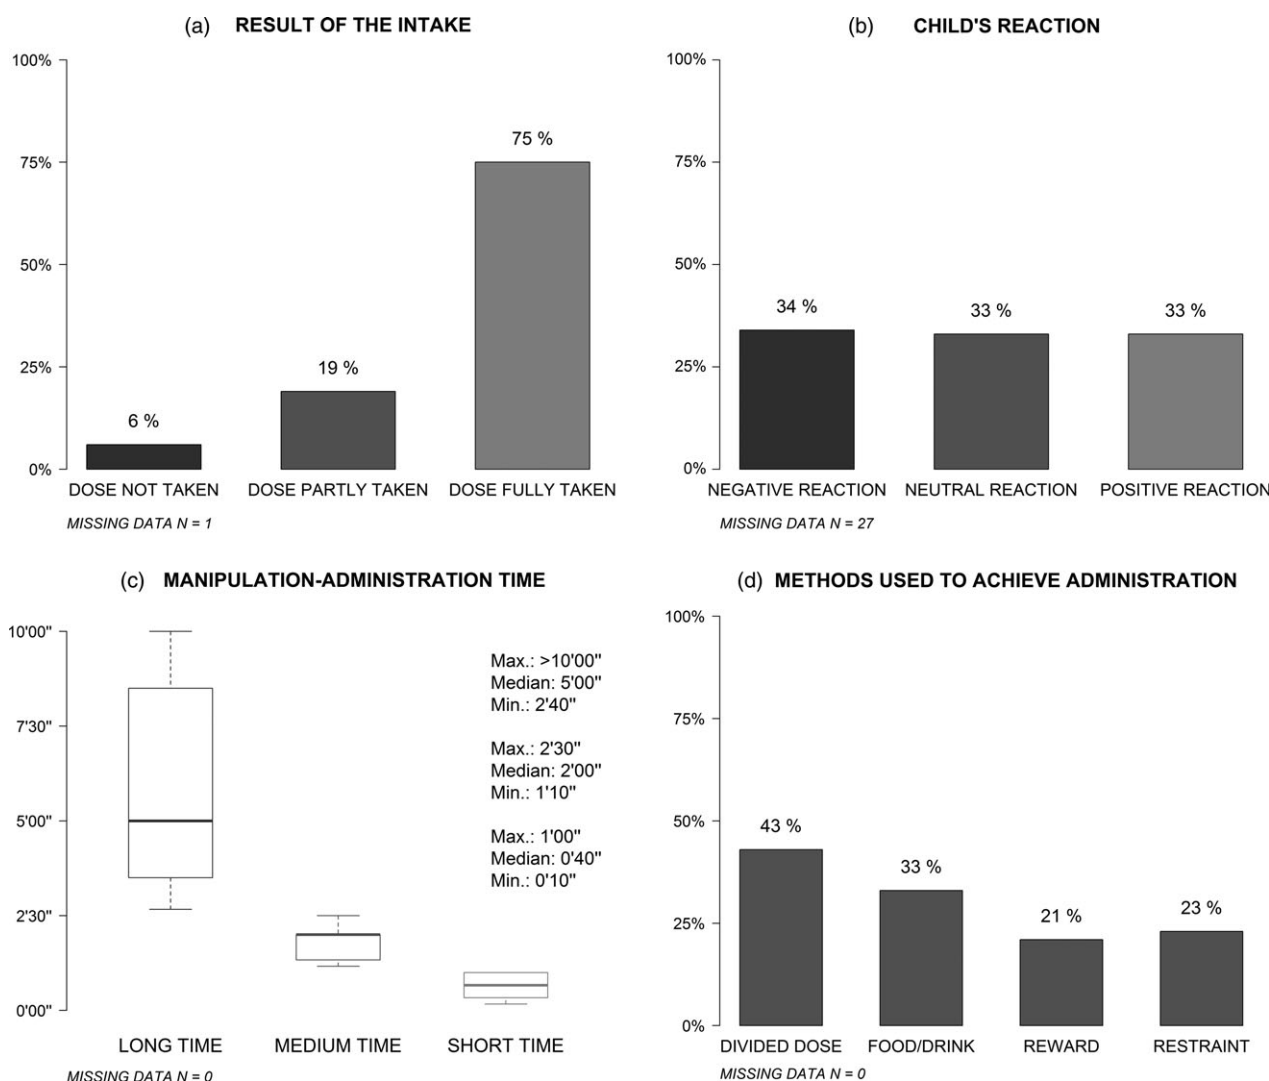 (a) RESULT OF THE INTAKE
100%
75%
50%
25%
0%
6 %
19 %
75 %
DOSE NOT TAKEN DOSE PARTLY TAKEN DOSE FULLY TAKEN
MISSING DATA N = 1
(b) CHILD'S REACTION
100%
75%
50%
25%
0%
34 %
33 %
33 %
NEGATIVE REACTION NEUTRAL REACTION POSITIVE REACTION
MISSING DATA N = 27
(c) MANIPULATION-ADMINISTRATION TIME
10'00"
7'30"
5'00"
2'30"
0'00"
Max.: >10'00"
Median: 5'00"
Min.: 2'40"
Max.: 2'30"
Median: 2'00"
Min.: 1'10"
Max.: 1'00"
Median: 0'40"
Min.: 0'10"
LONG TIME MEDIUM TIME SHORT TIME
MISSING DATA N = 0
(d) METHODS USED TO ACHIEVE ADMINISTRATION
100%
75%
50%
25%
0%
43 %
33 %
21 %
23 %
DIVIDED DOSE FOOD/DRINK REWARD RESTRAINT
MISSING DATA N = 0